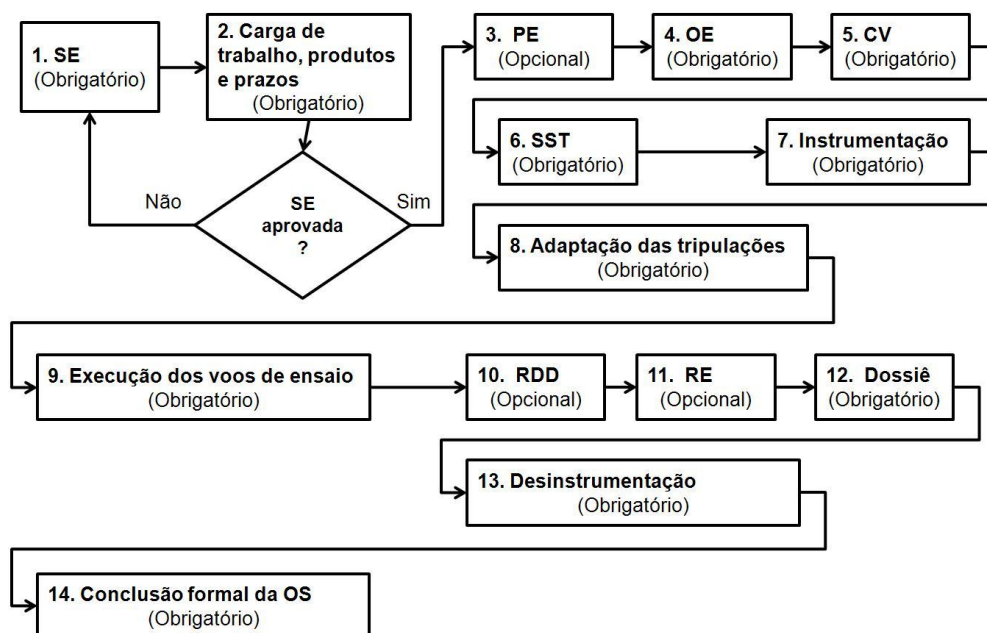 1. SE
(Obrigatório)
2. Carga de
trabalho, produtos
e prazos
(Obrigatório)
3. PE
(Opcional)
4. OE
(Obrigatório)
5. CV
(Obrigatório)
6. SST
(Obrigatório)
7. Instrumentação
(Obrigatório)
Não
SE
aprovada
?
Sim
8. Adaptação das tripulações
(Obrigatório)
9. Execução dos voos de ensaio
(Obrigatório)
10. RDD
(Opcional)
11. RE
(Opcional)
12. Dossiê
(Obrigatório)
13. Desinstrumentação
(Obrigatório)
14. Conclusão formal da OS
(Obrigatório)